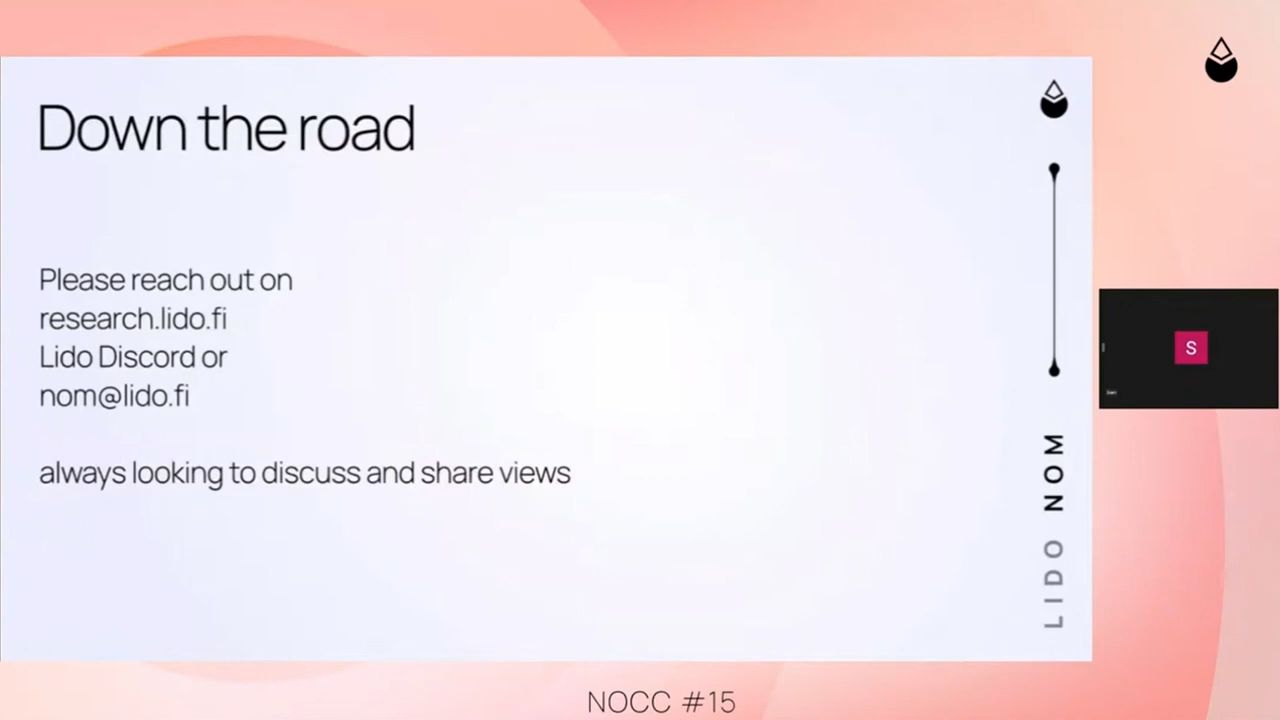 Down the road
Please reach out on
research.lido.fi
Lido Discord or
nom@lido.fi
always looking to discuss and share views
LIDO NOM
S
NOCC #15